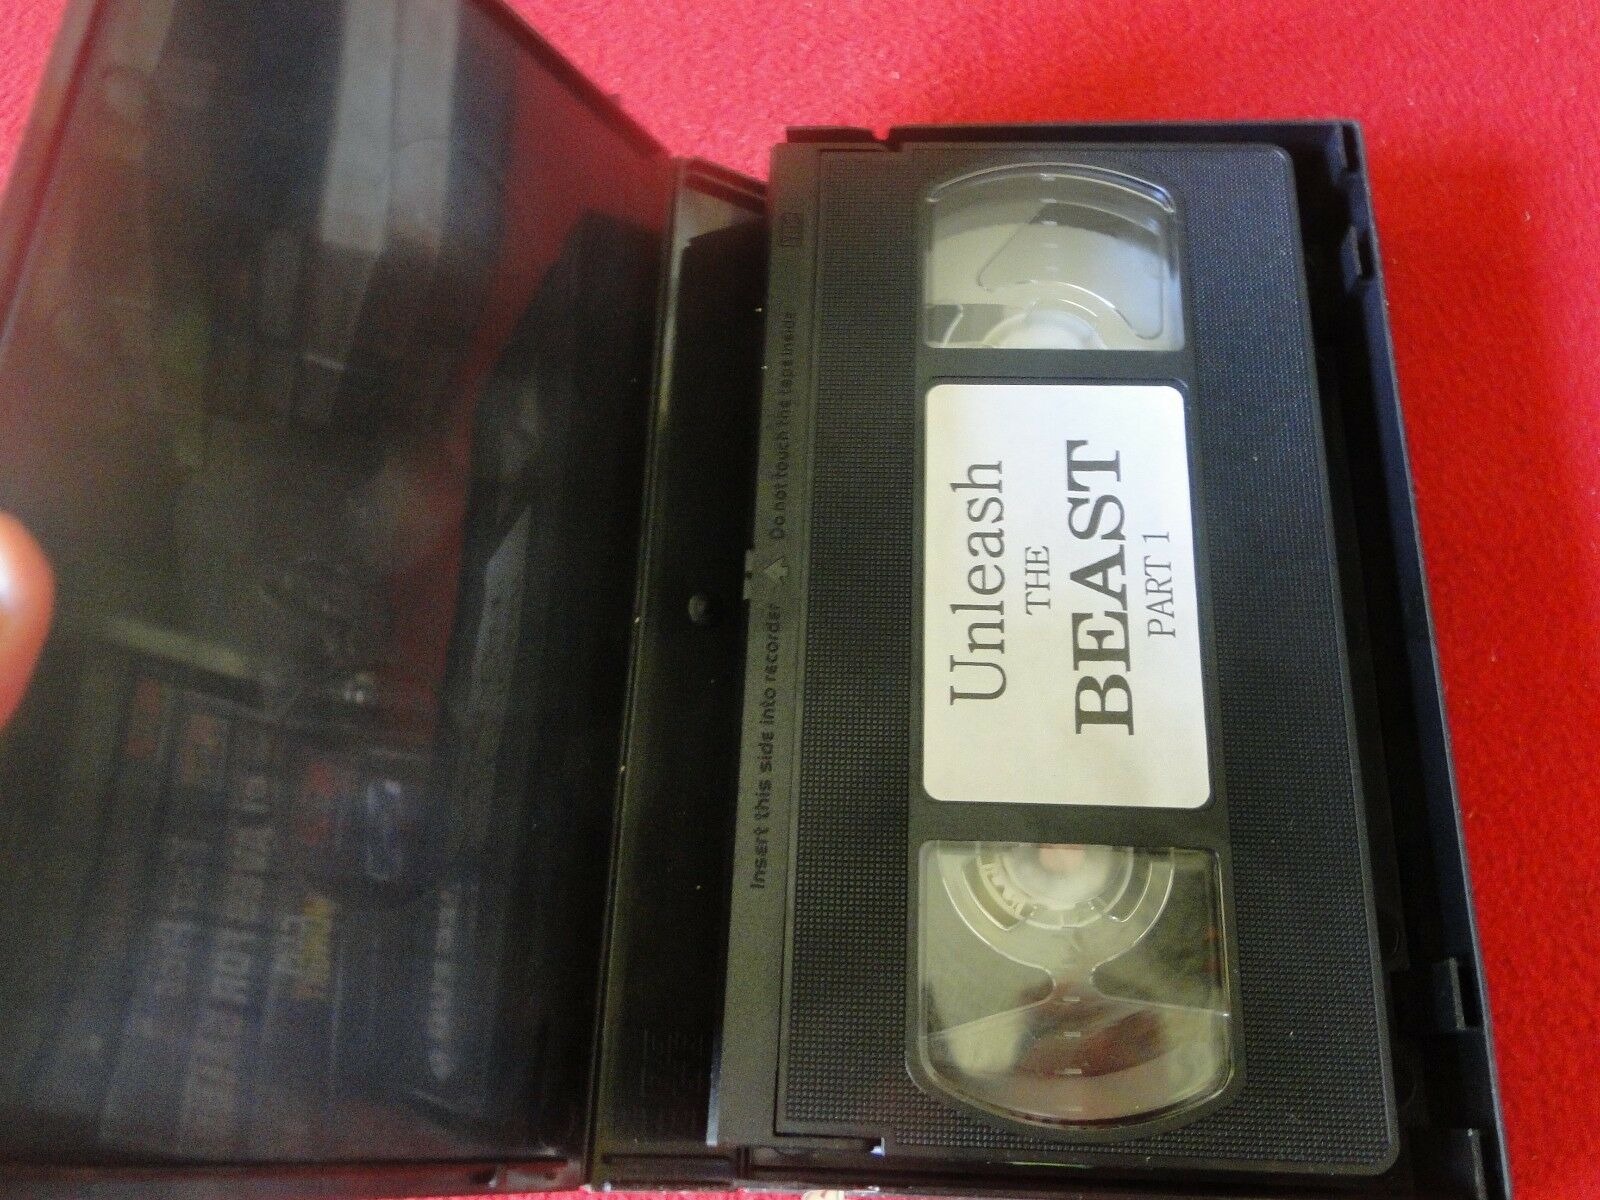 Unleash
THE
BEAST
PART 1
Insert this side into recorder
Do not touch the tape inside